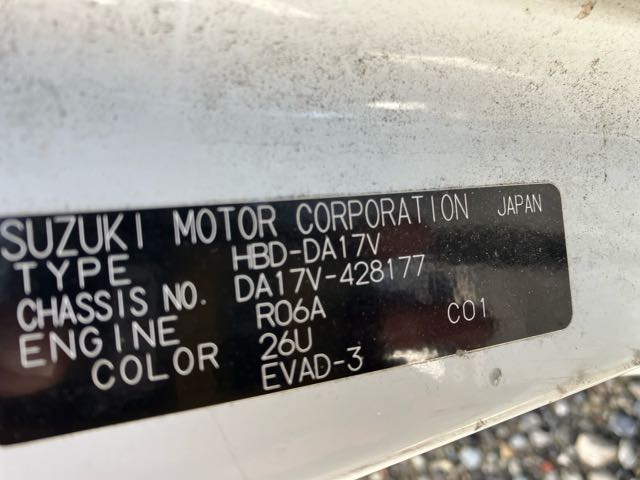 SUZUKI MOTOR CORPORATION JAPAN
TYPE HBD-DA17V
CHASSIS NO. DA17V-428177
ENGINE R06A C01
COLOR 26U
EVAD-3